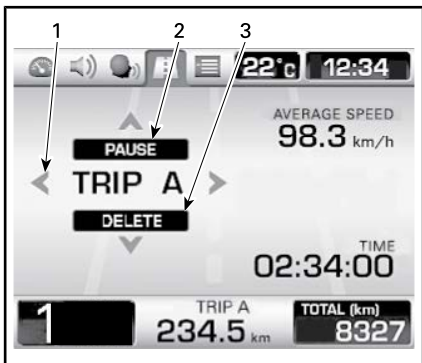 1 2 3
22°c 12:34
AVERAGE SPEED
98.3 km/h
PAUSE
TRIP A
DELETE
TIME
02:34:00
1
TRIP A
234.5 km
TOTAL (km)
8327